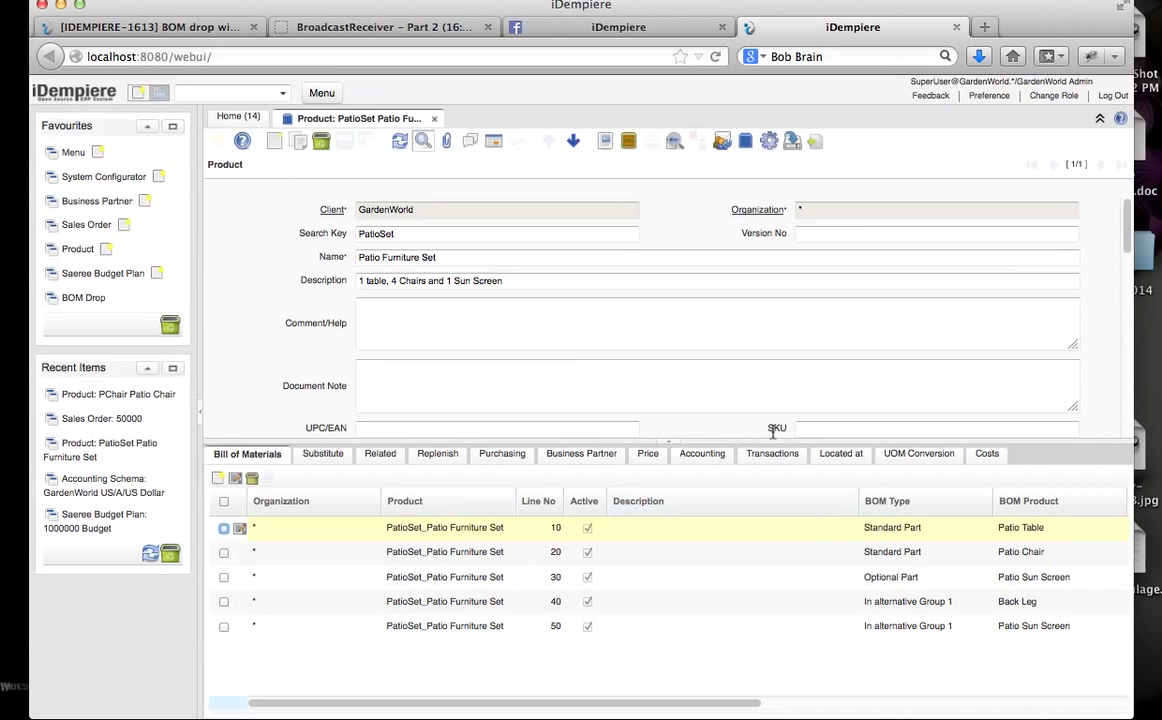 iDempiere
[IDEMPIERE-1613] BOM drop wi...
BroadcastReceiver – Part 2 (16:...
iDempiere
iDempiere
localhost:8080/webui/
Bob Brain
Shot
2 PM
iDempiere
Menu
SuperUser@GardenWorld.*/GardenWorld Admin
Feedback | Preference | Change Role | Log Out
Favourites
Menu
System Configurator
Business Partner
Sales Order
Product
Saeree Budget Plan
BOM Drop
Recent Items
Product: PChair Patio Chair
Sales Order: 50000
Product: PatioSet Patio
Furniture Set
Accounting Schema:
GardenWorld US/A/US Dollar
Saeree Budget Plan:
1000000 Budget
Home (14)
Product: PatioSet Patio Fu...
Product
[ 1/1 ]
Client* GardenWorld Organization* *
Search Key PatioSet Version No
Name* Patio Furniture Set
Description 1 table, 4 Chairs and 1 Sun Screen
Comment/Help
Document Note
UPC/EAN SKU
Bill of Materials Substitute Related Replenish Purchasing Business Partner Price Accounting Transactions Located at UOM Conversion Costs
Organization Product Line No Active Description BOM Type BOM Product
* PatioSet_Patio Furniture Set 10 Standard Part Patio Table
* PatioSet_Patio Furniture Set 20 Standard Part Patio Chair
* PatioSet_Patio Furniture Set 30 Optional Part Patio Sun Screen
* PatioSet_Patio Furniture Set 40 In alternative Group 1 Back Leg
* PatioSet_Patio Furniture Set 50 In alternative Group 1 Patio Sun Screen
.doc
014
.jpg